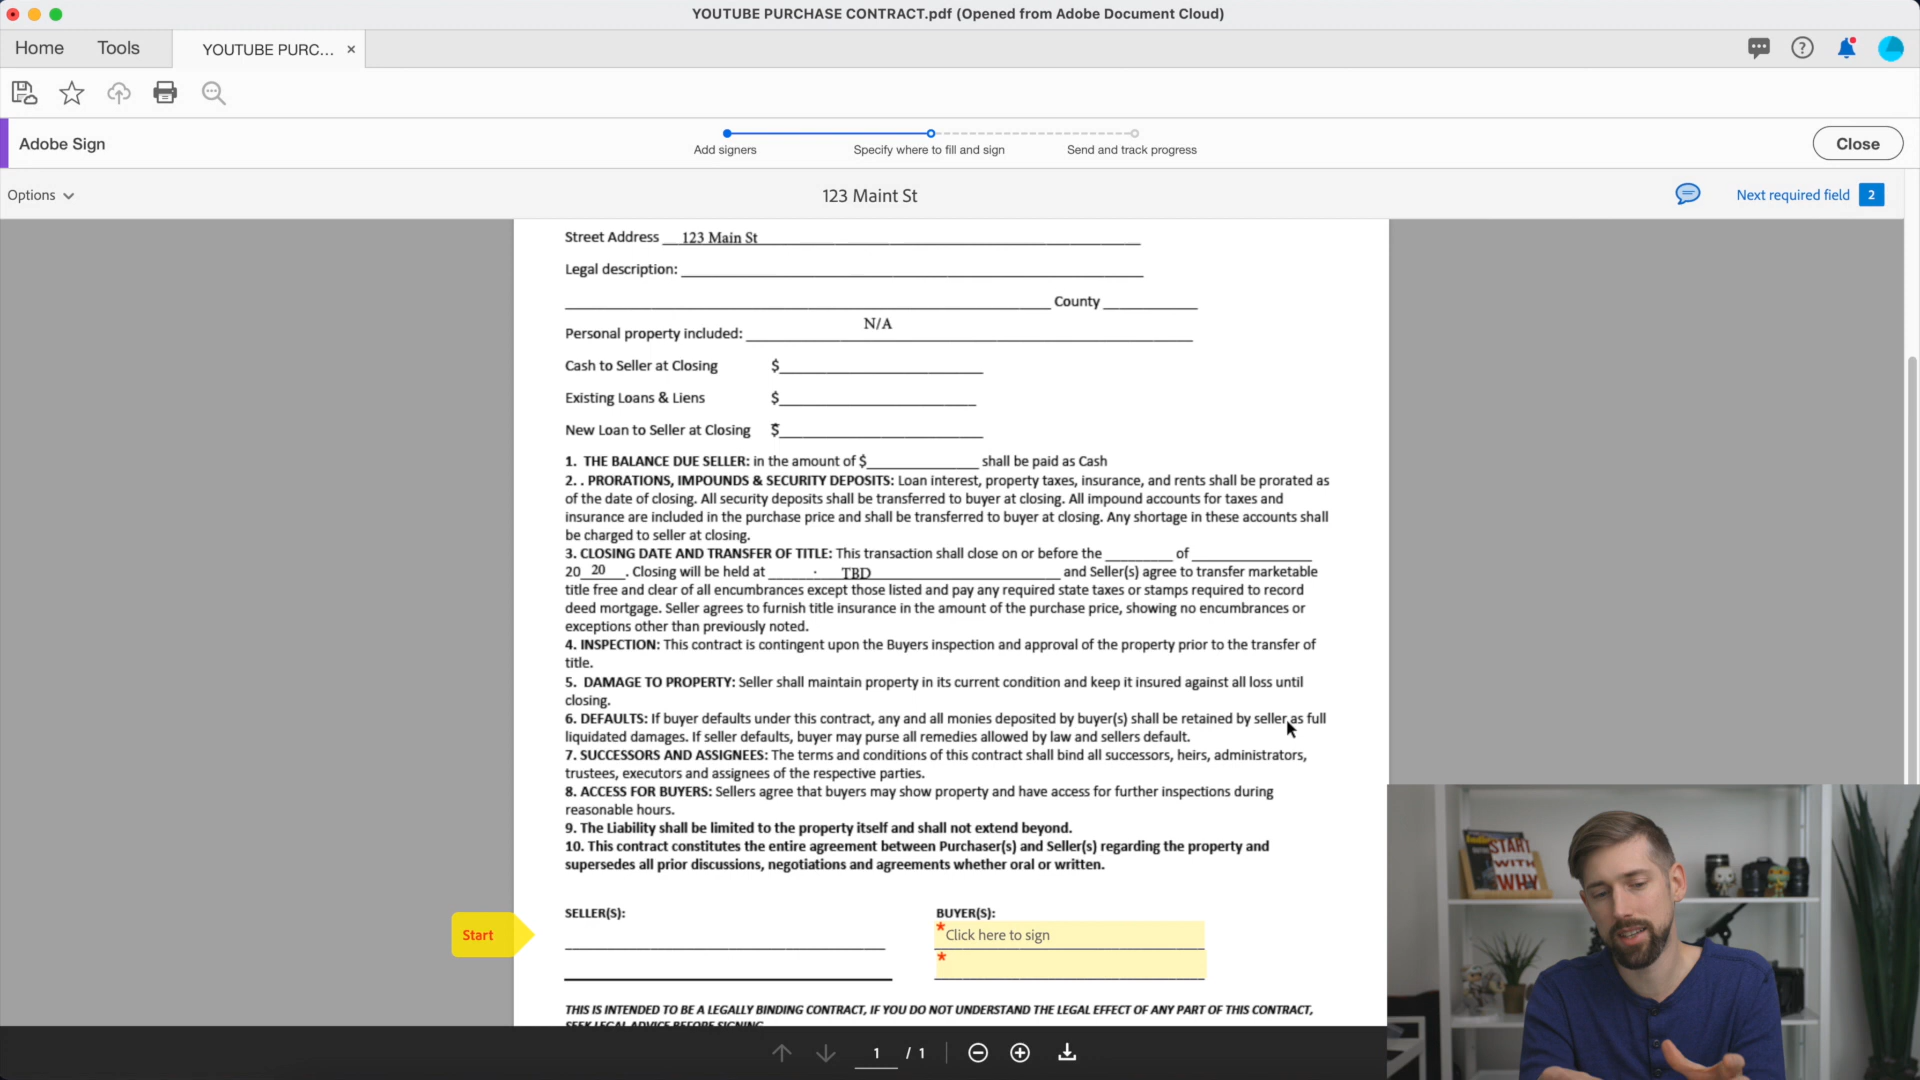 YOUTUBE PURCHASE CONTRACT.pdf (Opened from Adobe Document Cloud)
Home Tools YOUTUBE PURC... ×
Adobe Sign
Add signers Specify where to fill and sign Send and track progress
Close
Options 123 Maint St Next required field 2
Street Address 123 Main St
Legal description:
County
N/A
Personal property included:
Cash to Seller at Closing $
Existing Loans & Liens $
New Loan to Seller at Closing $
1. THE BALANCE DUE SELLER: in the amount of $ shall be paid as Cash
2. . PRORATIONS, IMPOUNDS & SECURITY DEPOSITS: Loan interest, property taxes, insurance, and rents shall be prorated as
of the date of closing. All security deposits shall be transferred to buyer at closing. All impound accounts for taxes and
insurance are included in the purchase price and shall be transferred to buyer at closing. Any shortage in these accounts shall
be charged to seller at closing.
3. CLOSING DATE AND TRANSFER OF TITLE: This transaction shall close on or before the of
20 20 . Closing will be held at TBD and Seller(s) agree to transfer marketable
title free and clear of all encumbrances except those listed and pay any required state taxes or stamps required to record
deed mortgage. Seller agrees to furnish title insurance in the amount of the purchase price, showing no encumbrances or
exceptions other than previously noted.
4. INSPECTION: This contract is contingent upon the Buyers inspection and approval of the property prior to the transfer of
title.
5. DAMAGE TO PROPERTY: Seller shall maintain property in its current condition and keep it insured against all loss until
closing.
6. DEFAULTS: If buyer defaults under this contract, any and all monies deposited by buyer(s) shall be retained by seller as full
liquidated damages. If seller defaults, buyer may purse all remedies allowed by law and sellers default.
7. SUCCESSORS AND ASSIGNEES: The terms and conditions of this contract shall bind all successors, heirs, administrators,
trustees, executors and assignees of the respective parties.
8. ACCESS FOR BUYERS: Sellers agree that buyers may show property and have access for further inspections during
reasonable hours.
9. The Liability shall be limited to the property itself and shall not extend beyond.
10. This contract constitutes the entire agreement between Purchaser(s) and Seller(s) regarding the property and
supersedes all prior discussions, negotiations and agreements whether oral or written.
SELLER(S): BUYER(S):
Start * Click here to sign
*
THIS IS INTENDED TO BE A LEGALLY BINDING CONTRACT, IF YOU DO NOT UNDERSTAND THE LEGAL EFFECT OF ANY PART OF THIS CONTRACT,
SEEK LEGAL ADVICE BEFORE SIGNING
1 / 1
START
WITH
WHY